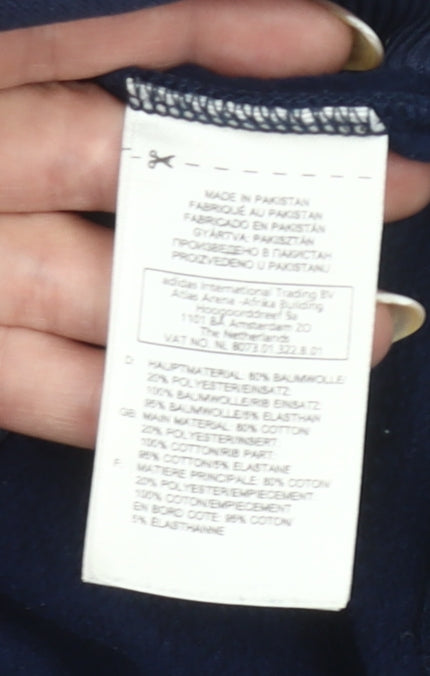 MADE IN PAKISTAN
FABRIQUÉ AU PAKISTAN
FABRICADO EN PAKISTÁN
GYÁRTVA: PAKISZTÁN
ПРОИЗВЕДЕНО В ПАКИСТАН
PROIZVEDENO U PAKISTANU
adidas International Trading BV
Atlas Arena -Afrika Building
Hoogoorddreef 9a
1101 BA Amsterdam ZO
The Netherlands
VAT NO. NL 8073.01.322.B.01
D: HAUPTMATERIAL: 80% BAUMWOLLE/
20% POLYESTER/EINSATZ:
100% BAUMWOLLE/RIB EINSATZ:
95% BAUMWOLLE/5% ELASTHAN
GB: MAIN MATERIAL: 80% COTTON/
20% POLYESTER/INSERT:
100% COTTON/RIB PART:
95% COTTON/5% ELASTANE
F: MATIERE PRINCIPALE: 80% COTON/
20% POLYESTER/EMPIECEMENT:
100% COTON/EMPIECEMENT
EN BORD COTE: 95% COTON/
5% ELASTHANNE